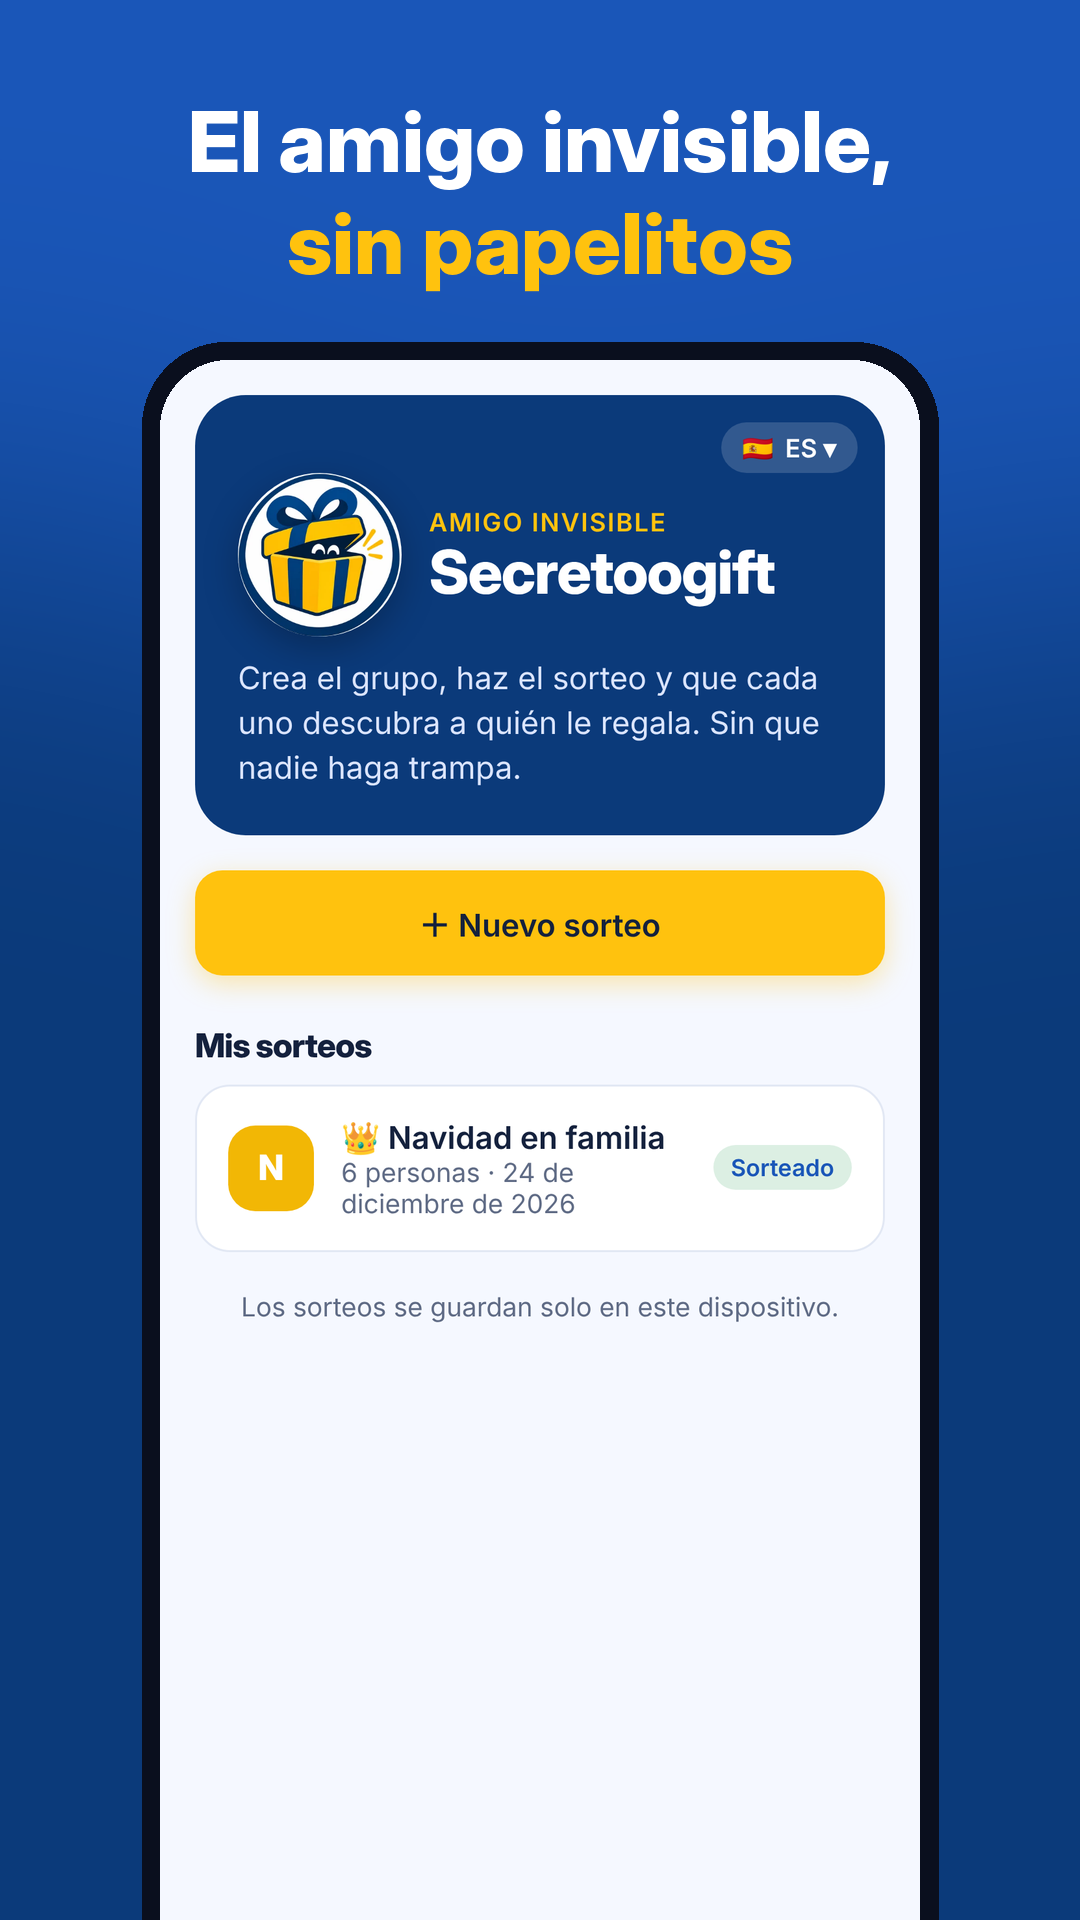 El amigo invisible,
sin papelitos
ES ▾
AMIGO INVISIBLE
Secretoogift
Crea el grupo, haz el sorteo y que cada
uno descubra a quién le regala. Sin que
nadie haga trampa.
+ Nuevo sorteo
Mis sorteos
N
👑 Navidad en familia
6 personas · 24 de
diciembre de 2026
Sorteado
Los sorteos se guardan solo en este dispositivo.